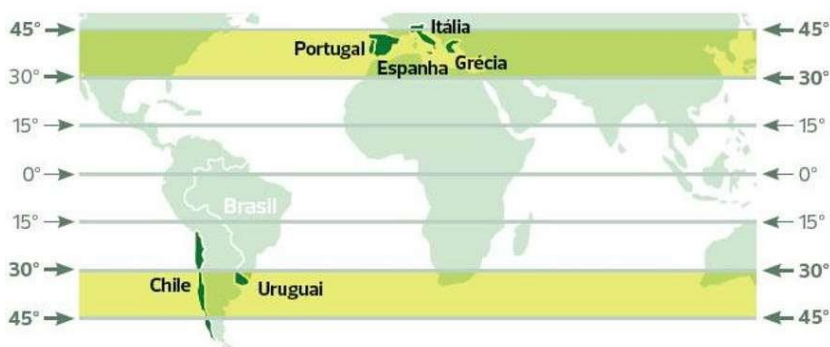 45° Itália 45°
Portugal
Espanha Grécia
30° 30°
15° 15°
0° 0°
Brasil
15° 15°
30° 30°
Chile Uruguai
45° 45°